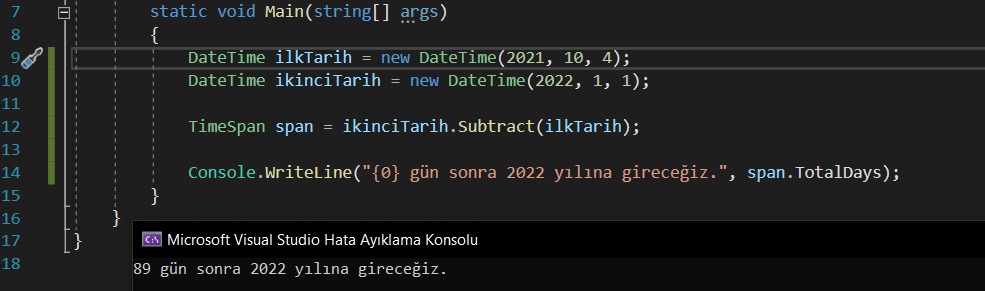 7 static void Main(string[] args)
8 {
9 DateTime ilkTarih = new DateTime(2021, 10, 4);
10 DateTime ikinciTarih = new DateTime(2022, 1, 1);
11
12 TimeSpan span = ikinciTarih.Subtract(ilkTarih);
13
14 Console.WriteLine("{0} gün sonra 2022 yılına gireceğiz.", span.TotalDays);
15 }
16 }
17 }
18
C:\ Microsoft Visual Studio Hata Ayıklama Konsolu
89 gün sonra 2022 yılına gireceğiz.